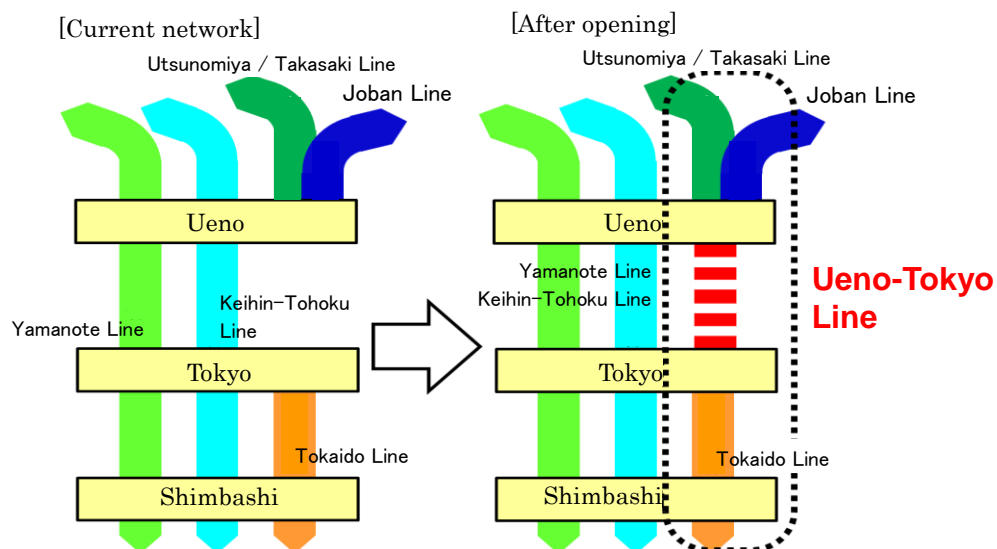 [Current network]
Utsunomiya / Takasaki Line
Joban Line
Ueno
Keihin-Tohoku
Line
Yamanote Line
Tokyo
Tokaido Line
Shimbashi
[After opening]
Utsunomiya / Takasaki Line
Joban Line
Ueno
Yamanote Line
Keihin-Tohoku Line
Ueno-Tokyo
Line
Tokyo
Tokaido Line
Shimbashi